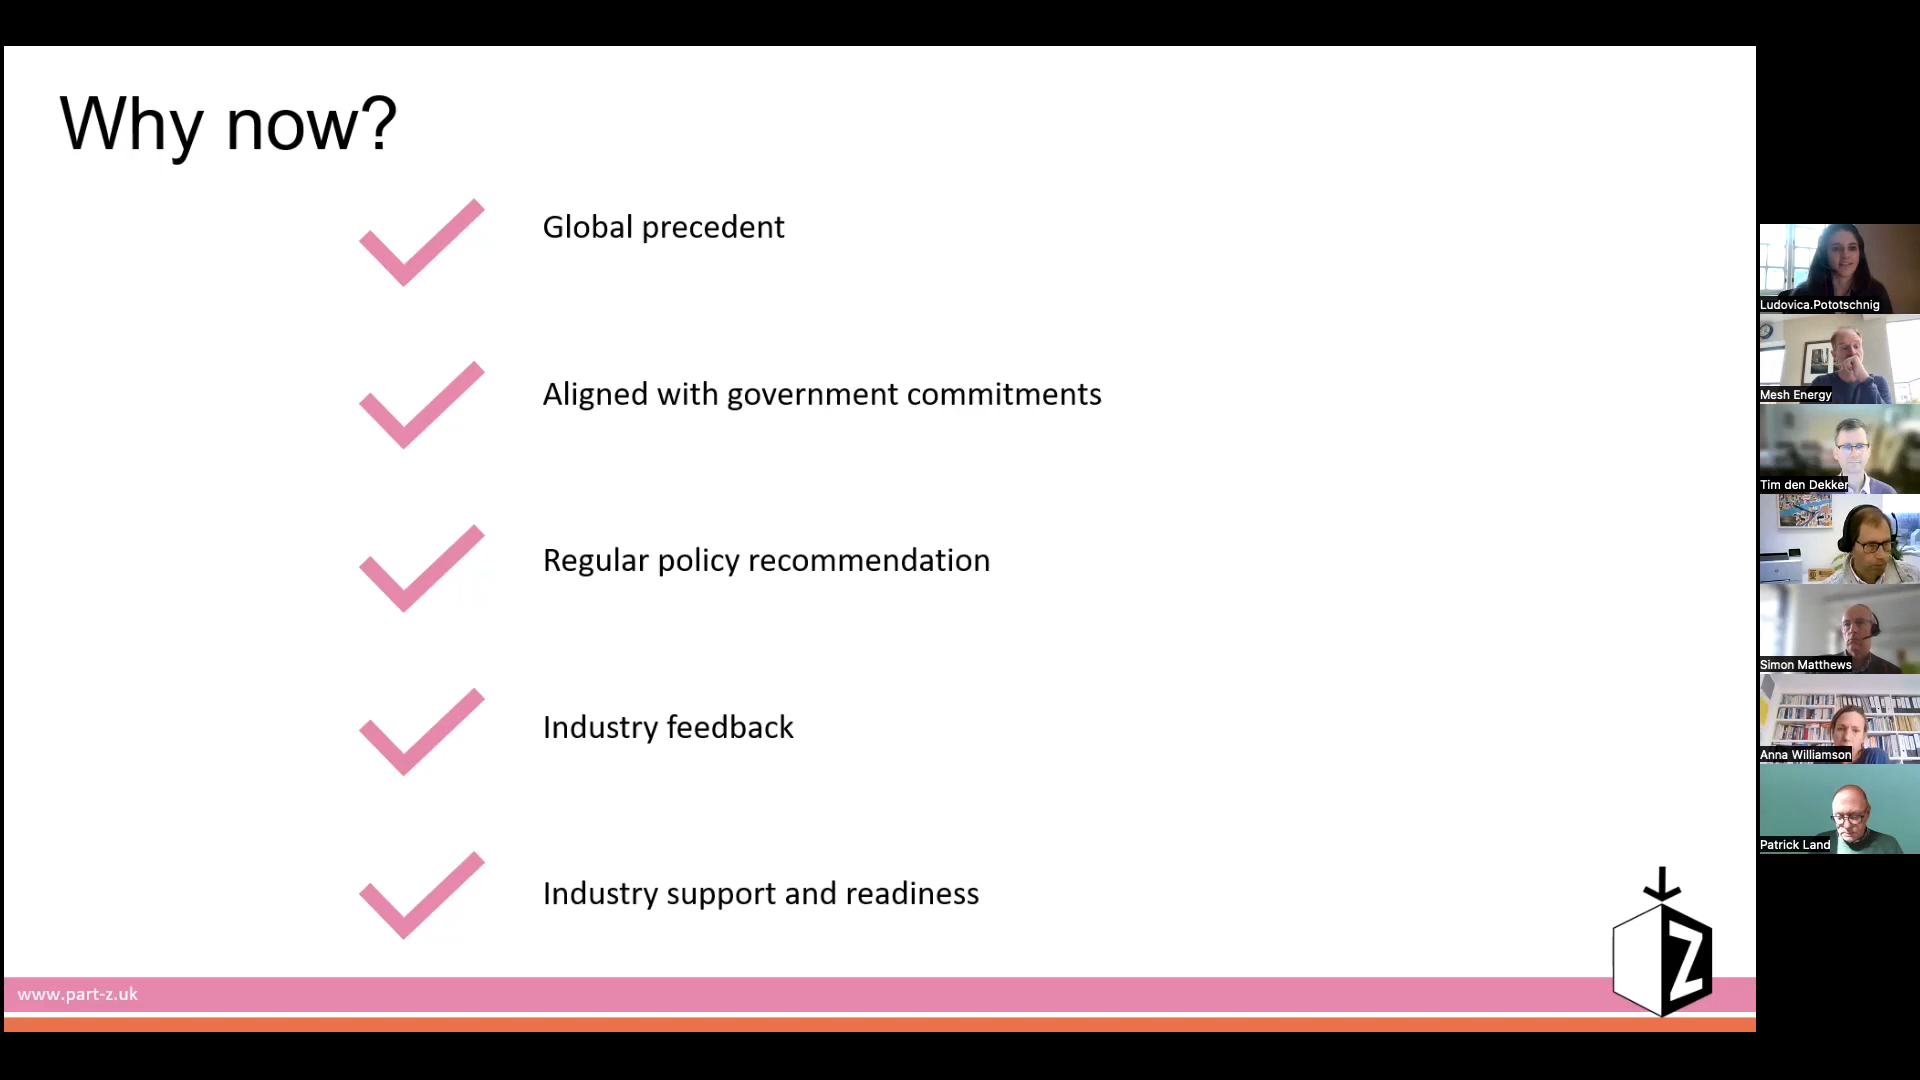 Why now?
Global precedent
Aligned with government commitments
Regular policy recommendation
Industry feedback
Industry support and readiness
www.part-z.uk
Z
Ludovica.Pototschnig
Mesh Energy
Tim den Dekker
Simon Matthews
Anna Williamson
Patrick Land